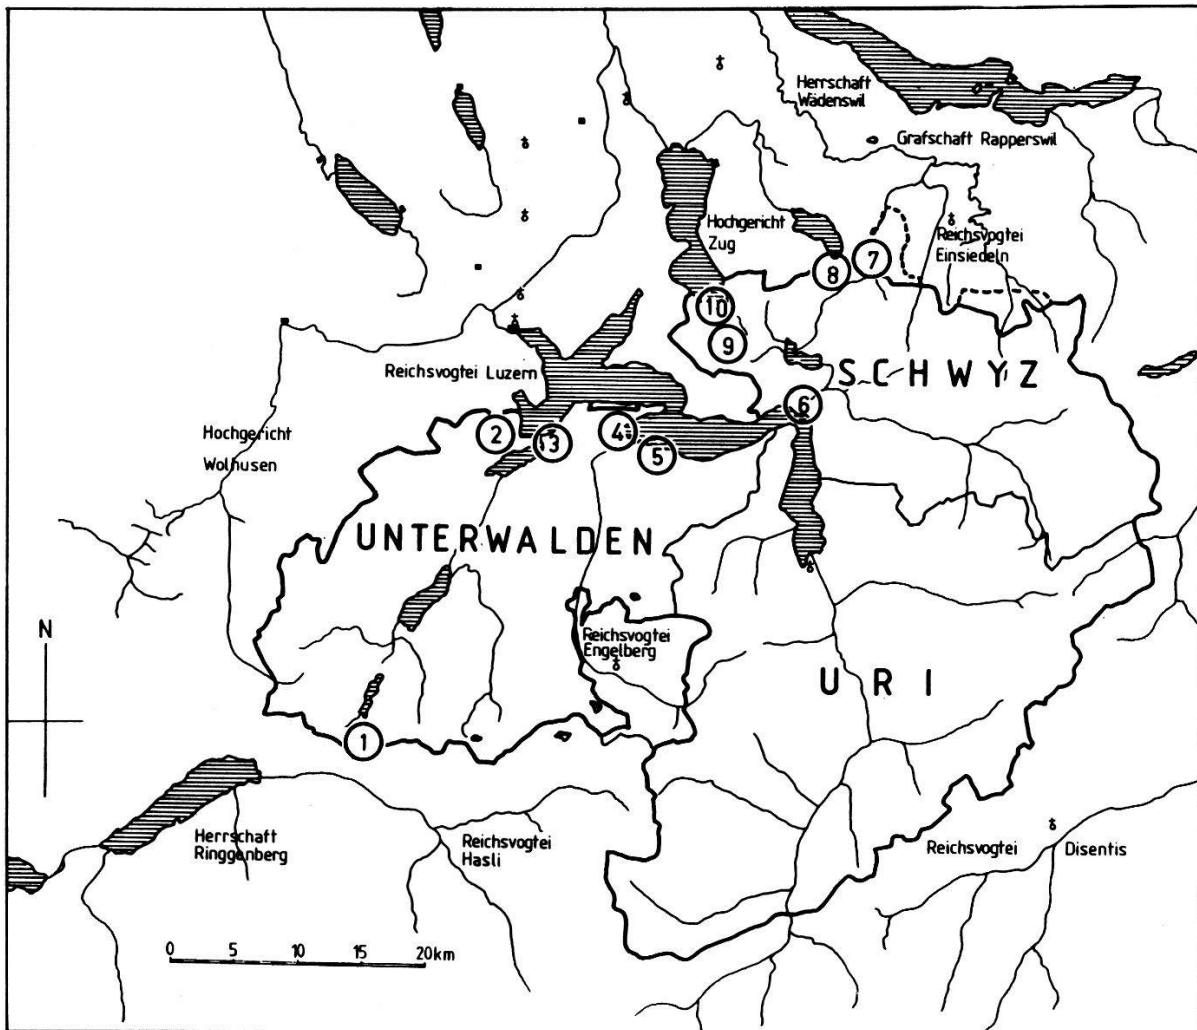 Herrschaft
Wädenswil
Grafschaft Rapperswil
Hochgericht
Zug
Reichsvogtei
Einsiedeln
7
8
10
9
SCHWYZ
Reichsvogtei Luzern
6
2
3
4
5
Hochgericht
Wolhusen
UNTERWALDEN
N
Reichsvogtei
Engelberg
URI
1
Herrschaft
Ringgenberg
Reichsvogtei
Hasli
Reichsvogtei Disentis
0 5 10 15 20km